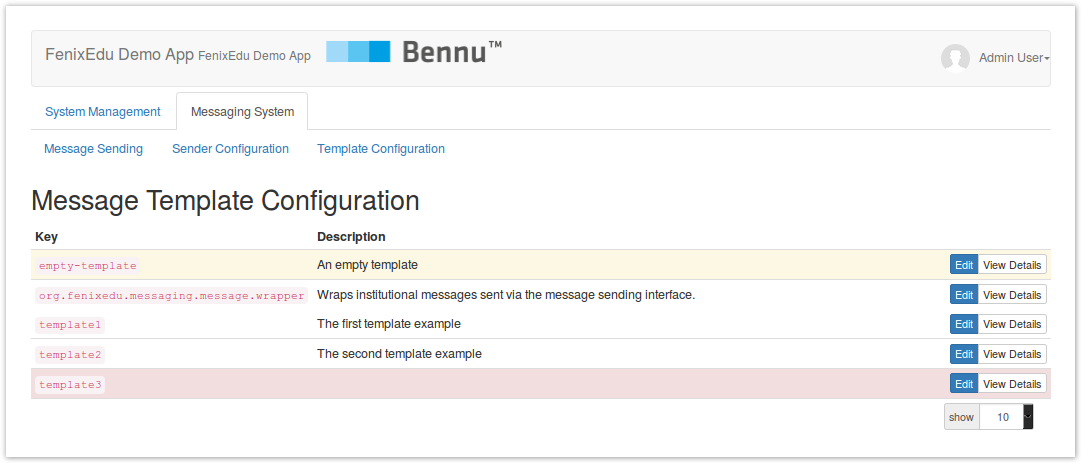 FenixEdu Demo App FenixEdu Demo App Bennu™ Admin User
System Management Messaging System
Message Sending Sender Configuration Template Configuration
Message Template Configuration
Key Description
empty-template An empty template Edit View Details
org.fenixedu.messaging.message.wrapper Wraps institutional messages sent via the message sending interface. Edit View Details
template1 The first template example Edit View Details
template2 The second template example Edit View Details
template3 Edit View Details
show 10